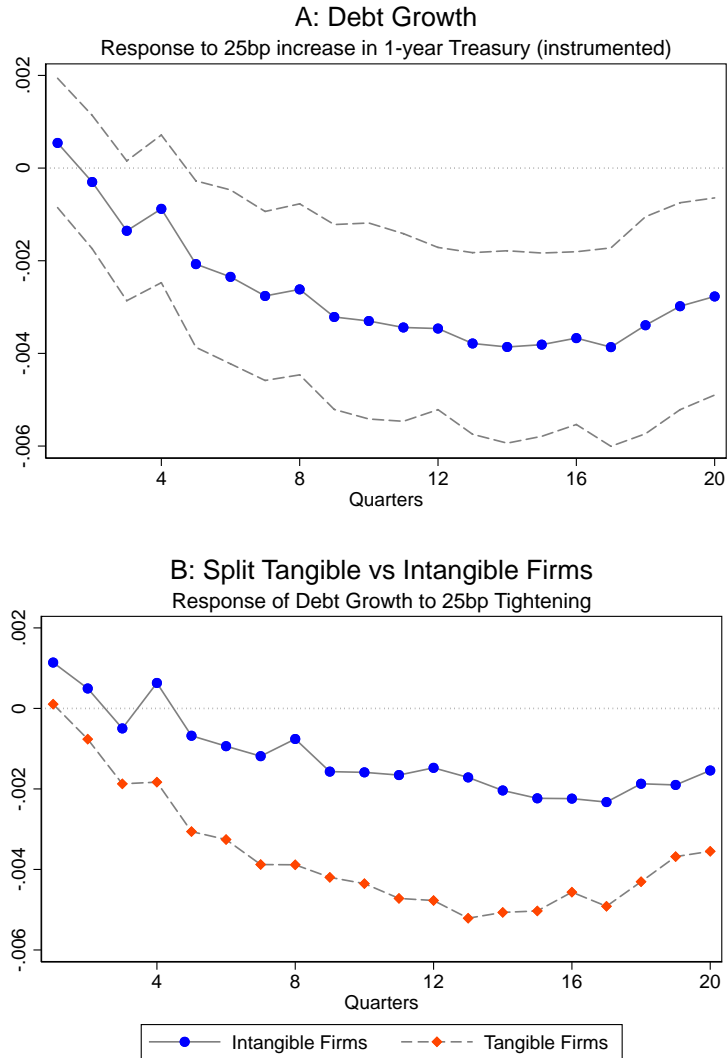 A: Debt Growth
Response to 25bp increase in 1-year Treasury (instrumented)
.002
0
-.002
-.004
-.006
4 8 12 16 20
Quarters
B: Split Tangible vs Intangible Firms
Response of Debt Growth to 25bp Tightening
.002
0
-.002
-.004
-.006
4 8 12 16 20
Quarters
Intangible Firms Tangible Firms